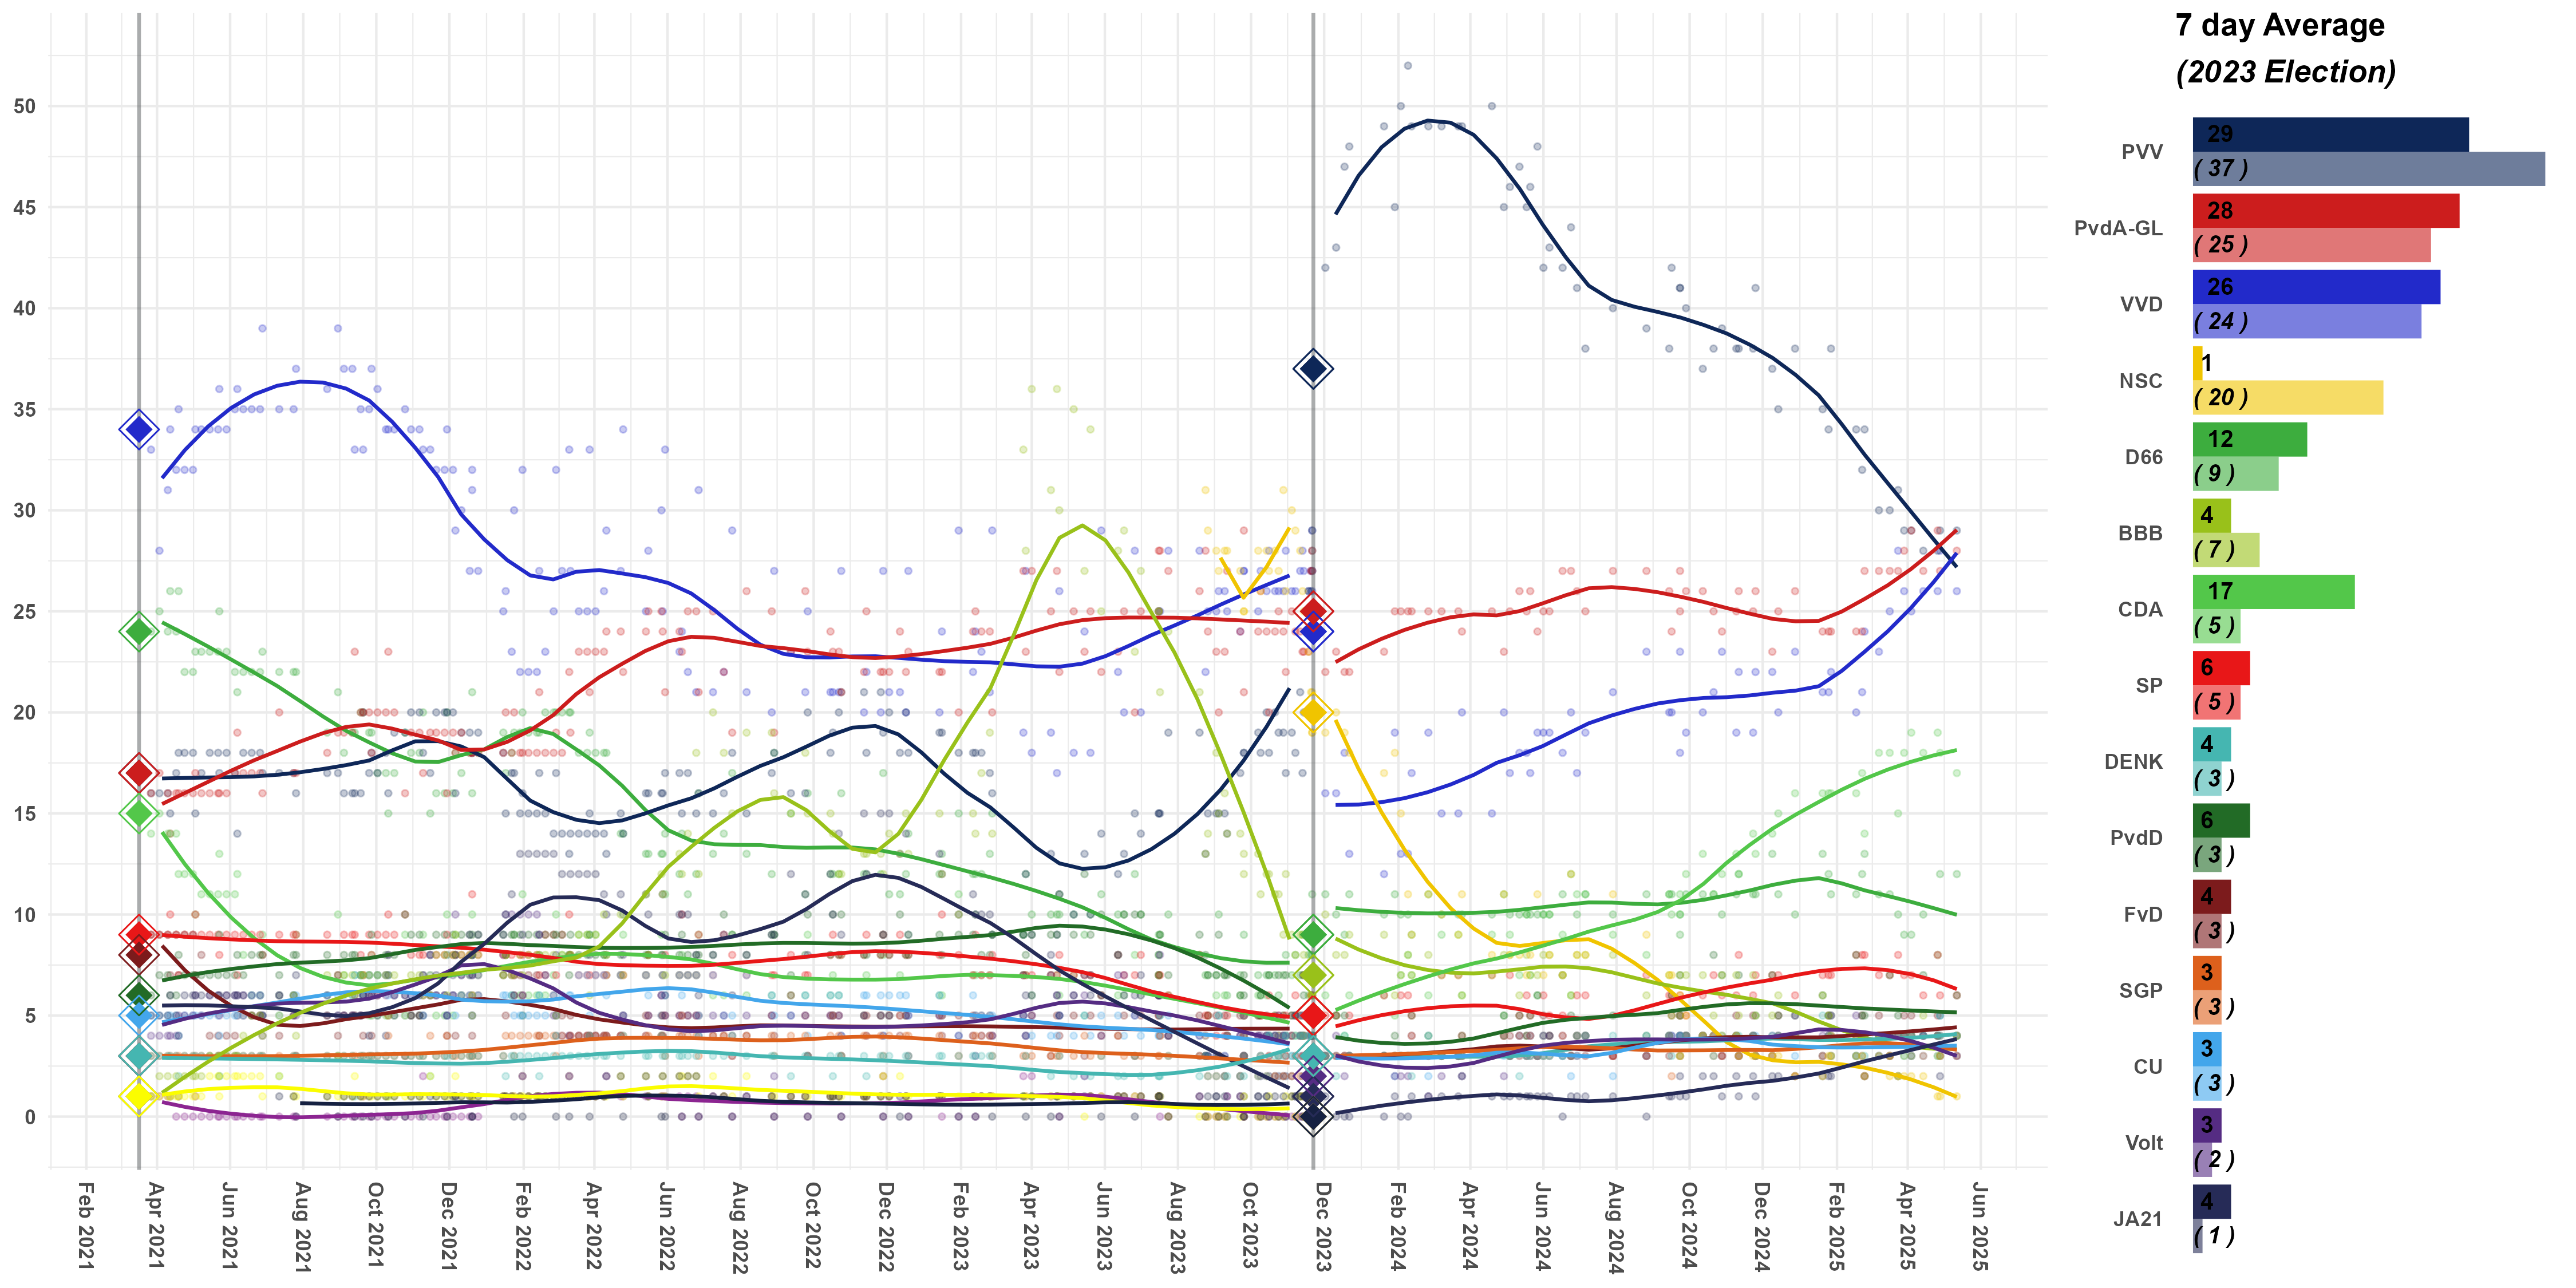 7 day Average
(2023 Election)
50
45
40
35
30
25
20
15
10
5
0
Feb 2021
Apr 2021
Jun 2021
Aug 2021
Oct 2021
Dec 2021
Feb 2022
Apr 2022
Jun 2022
Aug 2022
Oct 2022
Dec 2022
Feb 2023
Apr 2023
Jun 2023
Aug 2023
Oct 2023
Dec 2023
Feb 2024
Apr 2024
Jun 2024
Aug 2024
Oct 2024
Dec 2024
Feb 2025
Apr 2025
Jun 2025
PVV
29
( 37 )
PvdA-GL
28
( 25 )
VVD
26
( 24 )
NSC
1
( 20 )
D66
12
( 9 )
BBB
4
( 7 )
CDA
17
( 5 )
SP
6
( 5 )
DENK
4
( 3 )
PvdD
6
( 3 )
FvD
4
( 3 )
SGP
3
( 3 )
CU
3
( 3 )
Volt
3
( 2 )
JA21
4
( 1 )